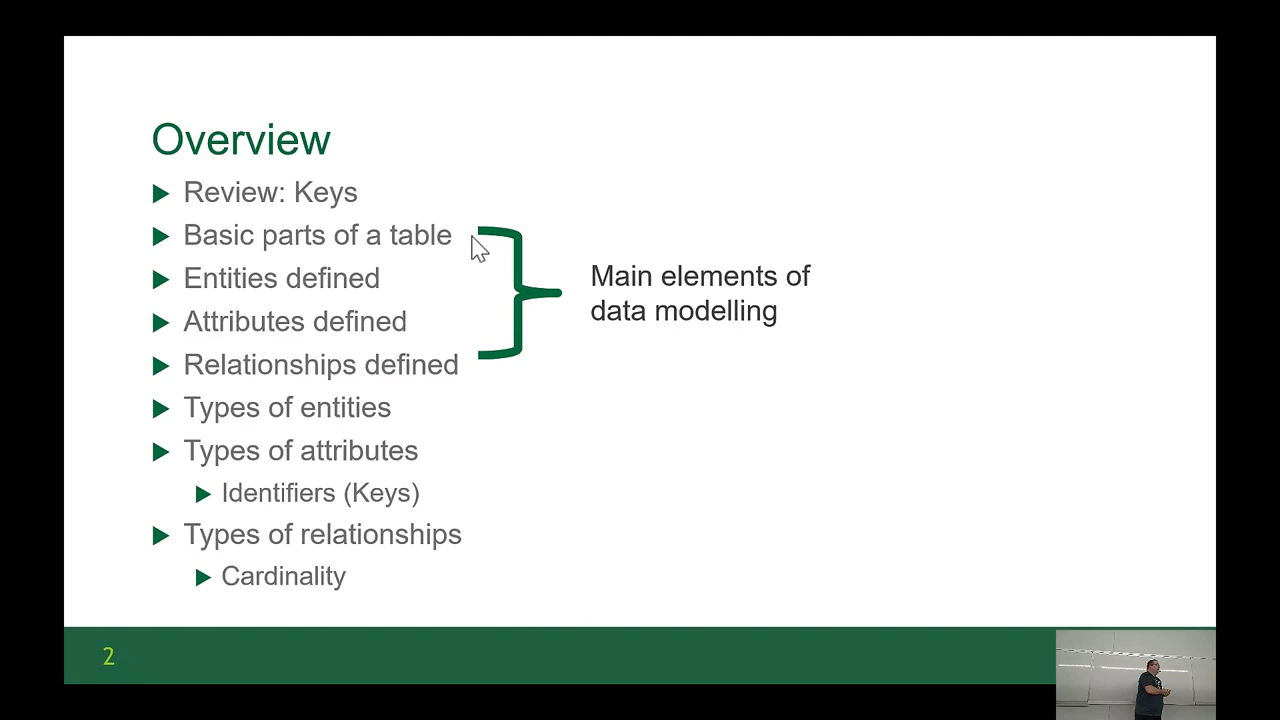 Overview
Review: Keys
Basic parts of a table
Entities defined
Attributes defined
Relationships defined
Main elements of
data modelling
Types of entities
Types of attributes
Identifiers (Keys)
Types of relationships
Cardinality
2